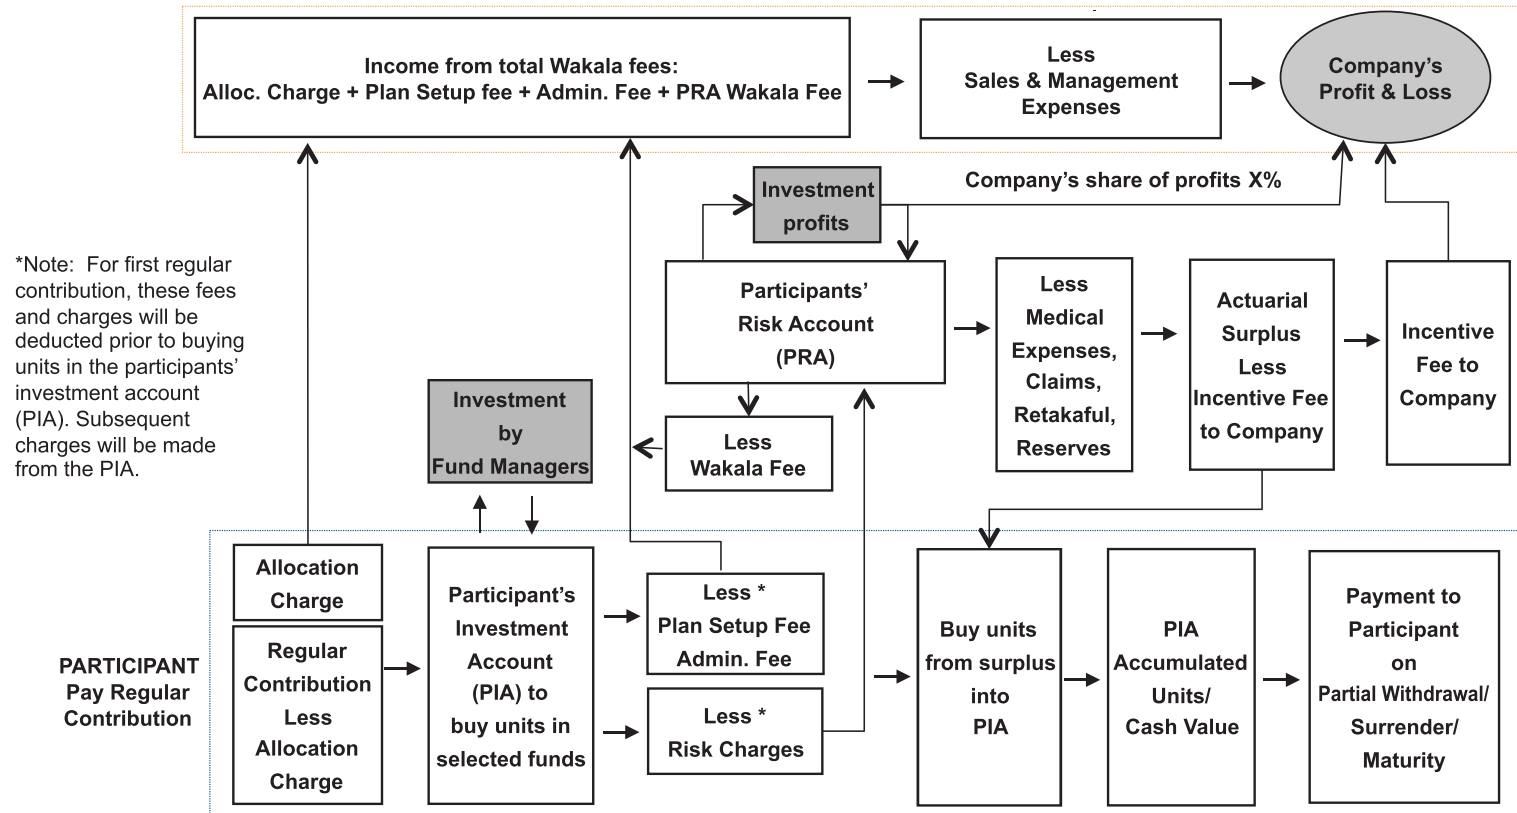 Income from total Wakala fees:
Alloc. Charge + Plan Setup fee + Admin. Fee + PRA Wakala Fee
Less
Sales & Management
Expenses
Company’s
Profit & Loss
Investment
profits
Company’s share of profits X%
*Note:  For first regular
contribution, these fees
and charges will be
deducted prior to buying
units in the participants’
investment account
(PIA). Subsequent
charges will be made
from the PIA.
Participants’
Risk Account
(PRA)
Less
Medical
Expenses,
Claims,
Retakaful,
Reserves
Actuarial
Surplus
Less
Incentive Fee
to Company
Incentive
Fee to
Company
Investment
by
Fund Managers
Less
Wakala Fee
PARTICIPANT
Pay Regular
Contribution
Allocation
Charge
Regular
Contribution
Less
Allocation
Charge
Participant’s
Investment
Account
(PIA) to
buy units in
selected funds
Less *
Plan Setup Fee
Admin. Fee
Less *
Risk Charges
Buy units
from surplus
into
PIA
PIA
Accumulated
Units/
Cash Value
Payment to
Participant
on
Partial Withdrawal/
Surrender/
Maturity